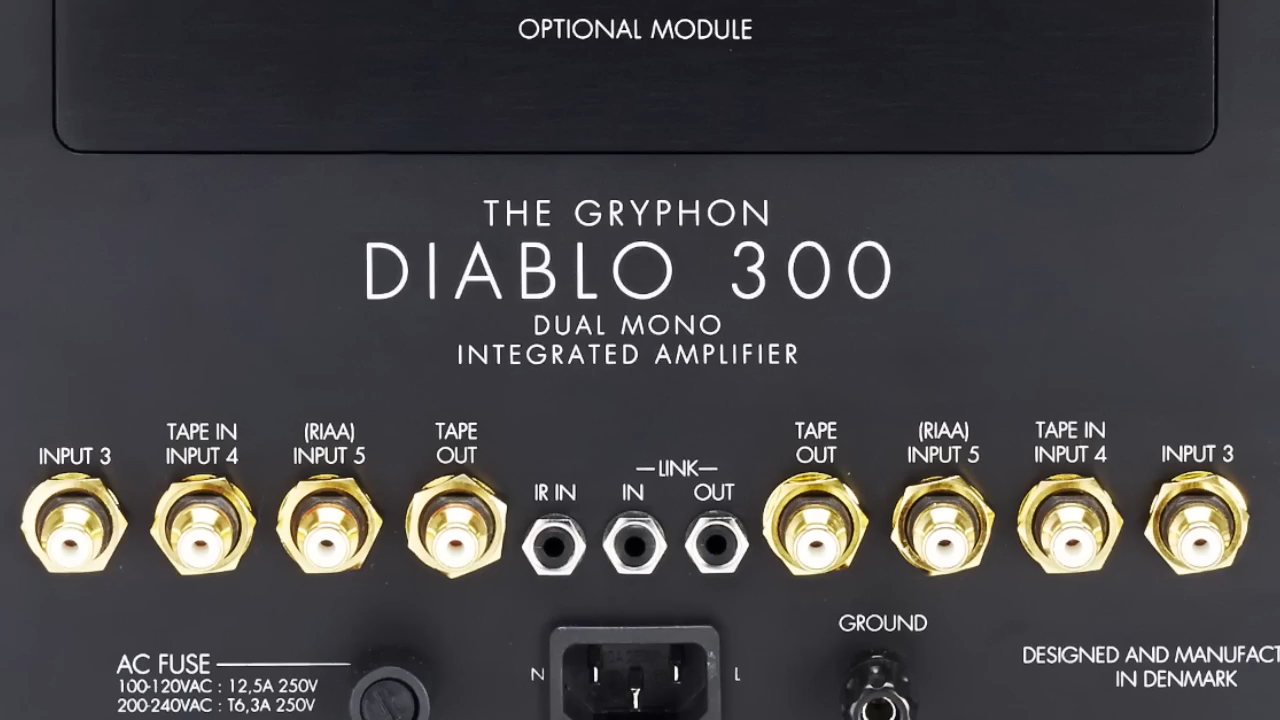 OPTIONAL MODULE
THE GRYPHON
DIABLO 300
DUAL MONO
INTEGRATED AMPLIFIER
INPUT 3
TAPE IN
INPUT 4
(RIAA)
INPUT 5
TAPE
OUT
IR IN
LINK
IN
OUT
TAPE
OUT
(RIAA)
INPUT 5
TAPE IN
INPUT 4
INPUT 3
AC FUSE
100-120VAC : 12,5A 250V
200-240VAC : T6,3A 250V
N
L
GROUND
DESIGNED AND MANUFACT
IN DENMARK